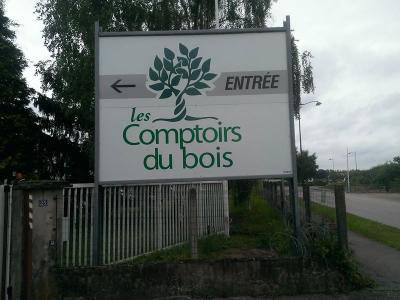 ENTRÉE
les
Comptoirs
du bois